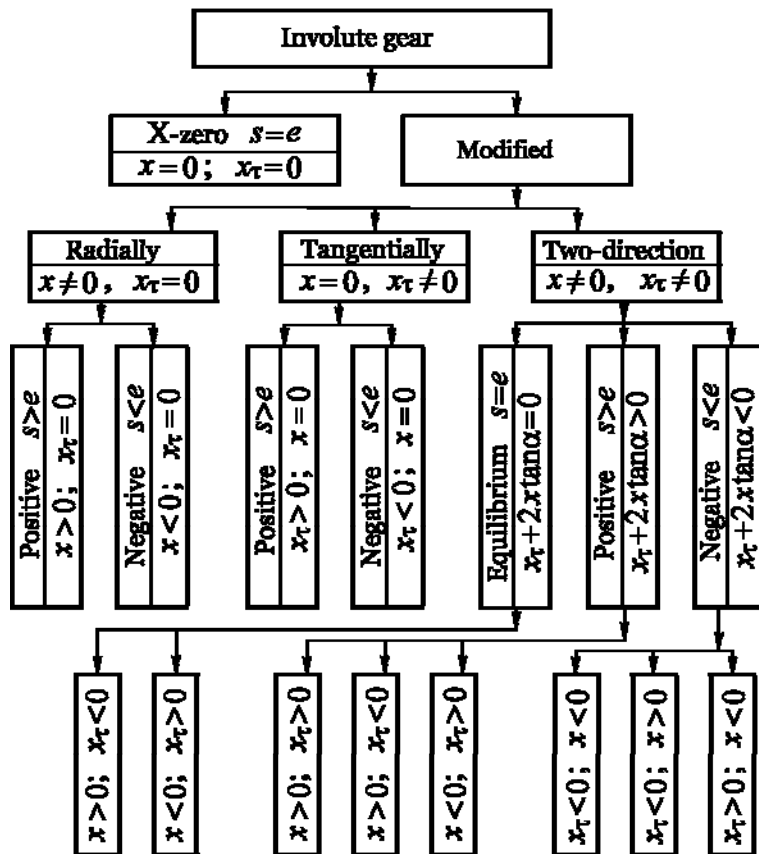 Involute gear
X-zero s=e
x=0; xτ=0
Modified
Radially
x≠0, xτ=0
Tangentially
x=0, xτ≠0
Two-direction
x≠0, xτ≠0
Positive s>e
x>0; xτ=0
Negative s<e
x<0; xτ=0
Positive s>e
xτ>0; x=0
Negative s<e
xτ<0; x=0
Equilibrium s=e
xτ+2xtanα=0
Positive s>e
xτ+2xtanα>0
Negative s<e
xτ+2xtanα<0
x>0; xτ<0
x<0; xτ>0
x>0; xτ>0
x>0; xτ<0
x<0; xτ>0
xτ<0; x<0
xτ<0; x>0
xτ>0; x<0